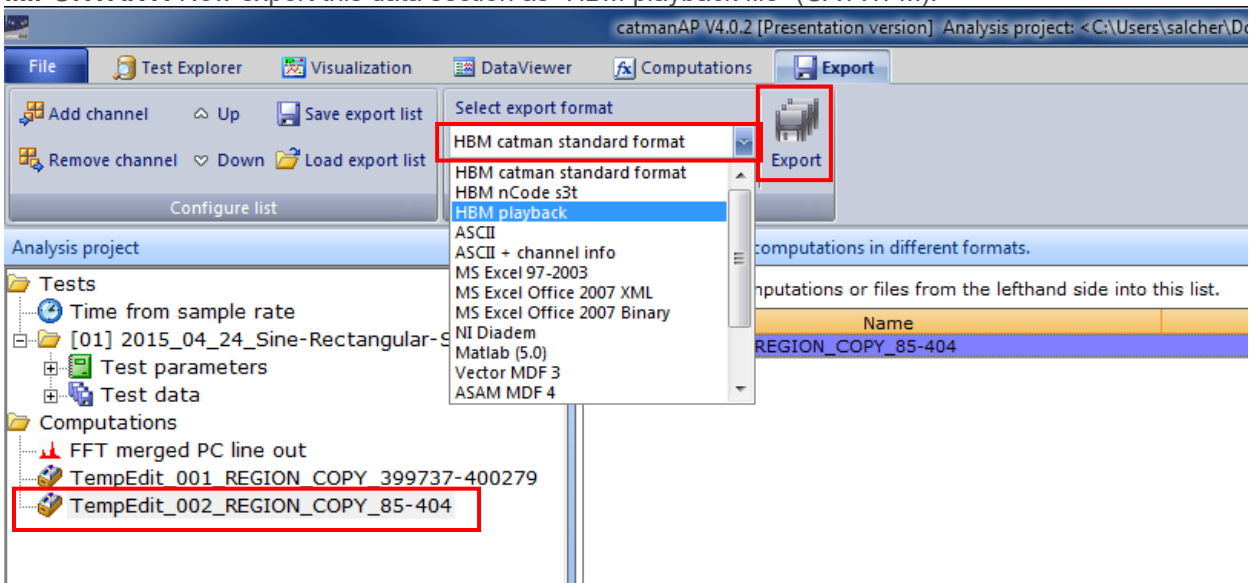 catmanAP V4.0.2 [Presentation version] Analysis project: <C:\Users\salcher\Do
File Test Explorer Visualization DataViewer Computations Export
Add channel Up Save export list
Remove channel Down Load export list
Configure list
Select export format
HBM catman standard format
Export
HBM catman standard format
HBM nCode s3t
HBM playback
ASCII
ASCII + channel info
MS Excel 97-2003
MS Excel Office 2007 XML
MS Excel Office 2007 Binary
NI Diadem
Matlab (5.0)
Vector MDF 3
ASAM MDF 4
Analysis project
Tests
Time from sample rate
[01] 2015_04_24_Sine-Rectangular-S
Test parameters
Test data
Computations
FFT merged PC line out
TempEdit_001_REGION_COPY_399737-400279
TempEdit_002_REGION_COPY_85-404
computations in different formats.
mputations or files from the lefthand side into this list.
Name
REGION_COPY_85-404